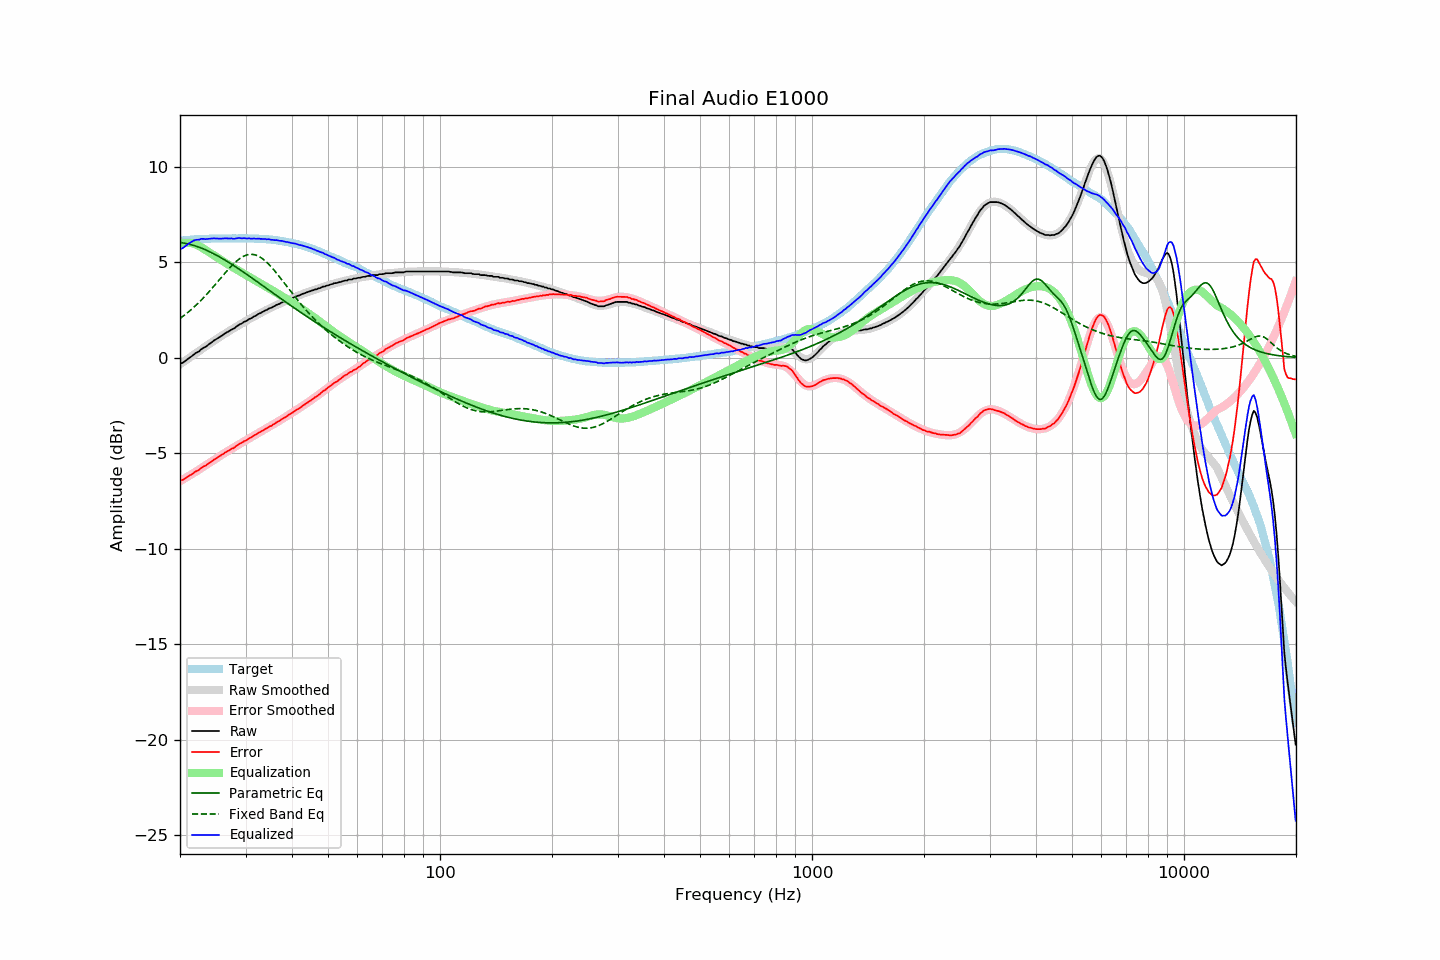 Final Audio E1000
10
5
0
−5
−10
−15
−20
−25
Amplitude (dBr)
Target
Raw Smoothed
Error Smoothed
Raw
Error
Equalization
Parametric Eq
Fixed Band Eq
Equalized
100 1000 10000
Frequency (Hz)